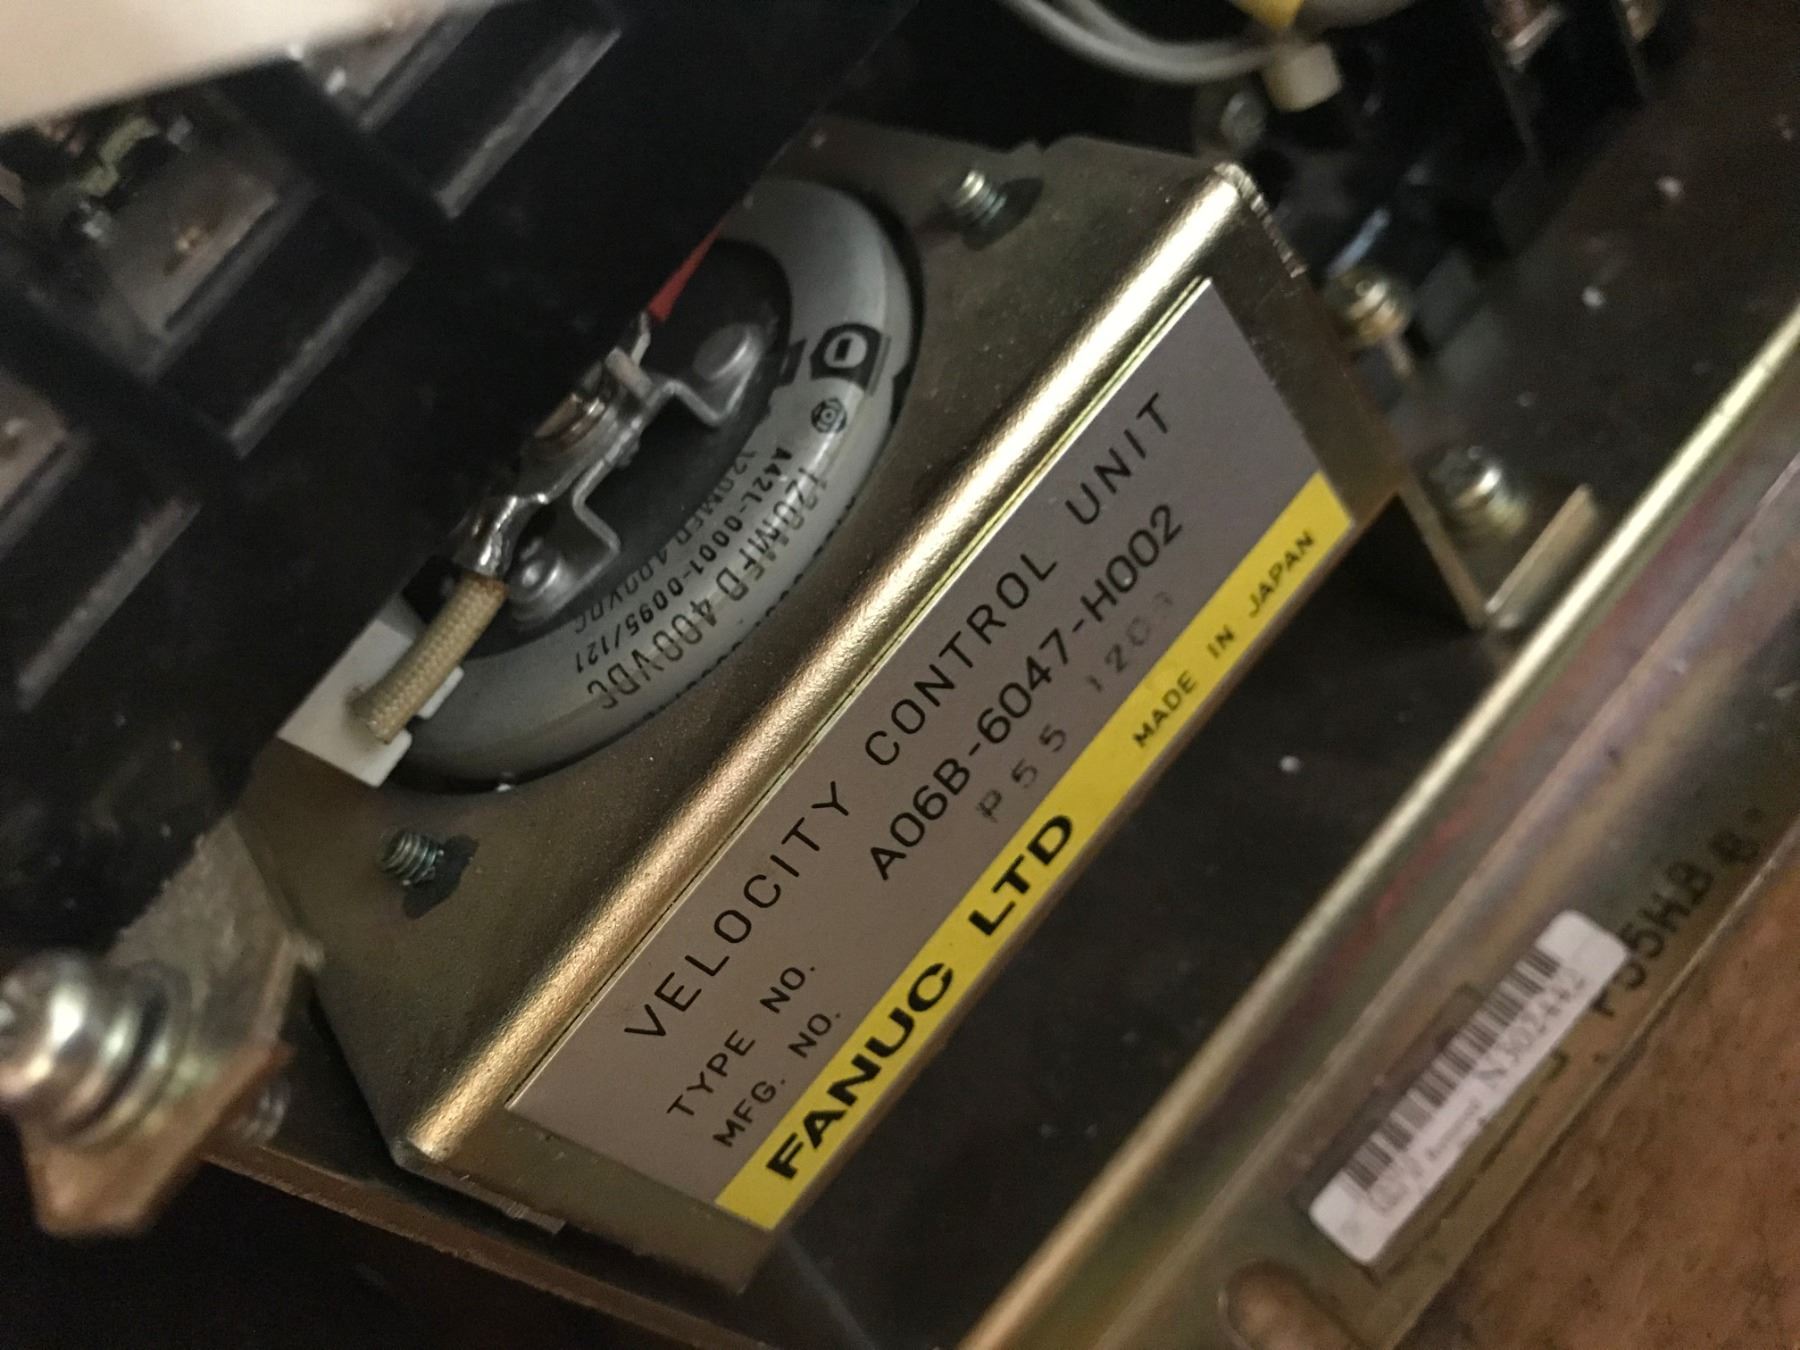 VELOCITY CONTROL UNIT
TYPE NO. A06B-6047-H002
MFG. NO.
FANUC LTD MADE IN JAPAN
120MFD 400VDC
A42L-0001-0095/121
120MFD 400VDC